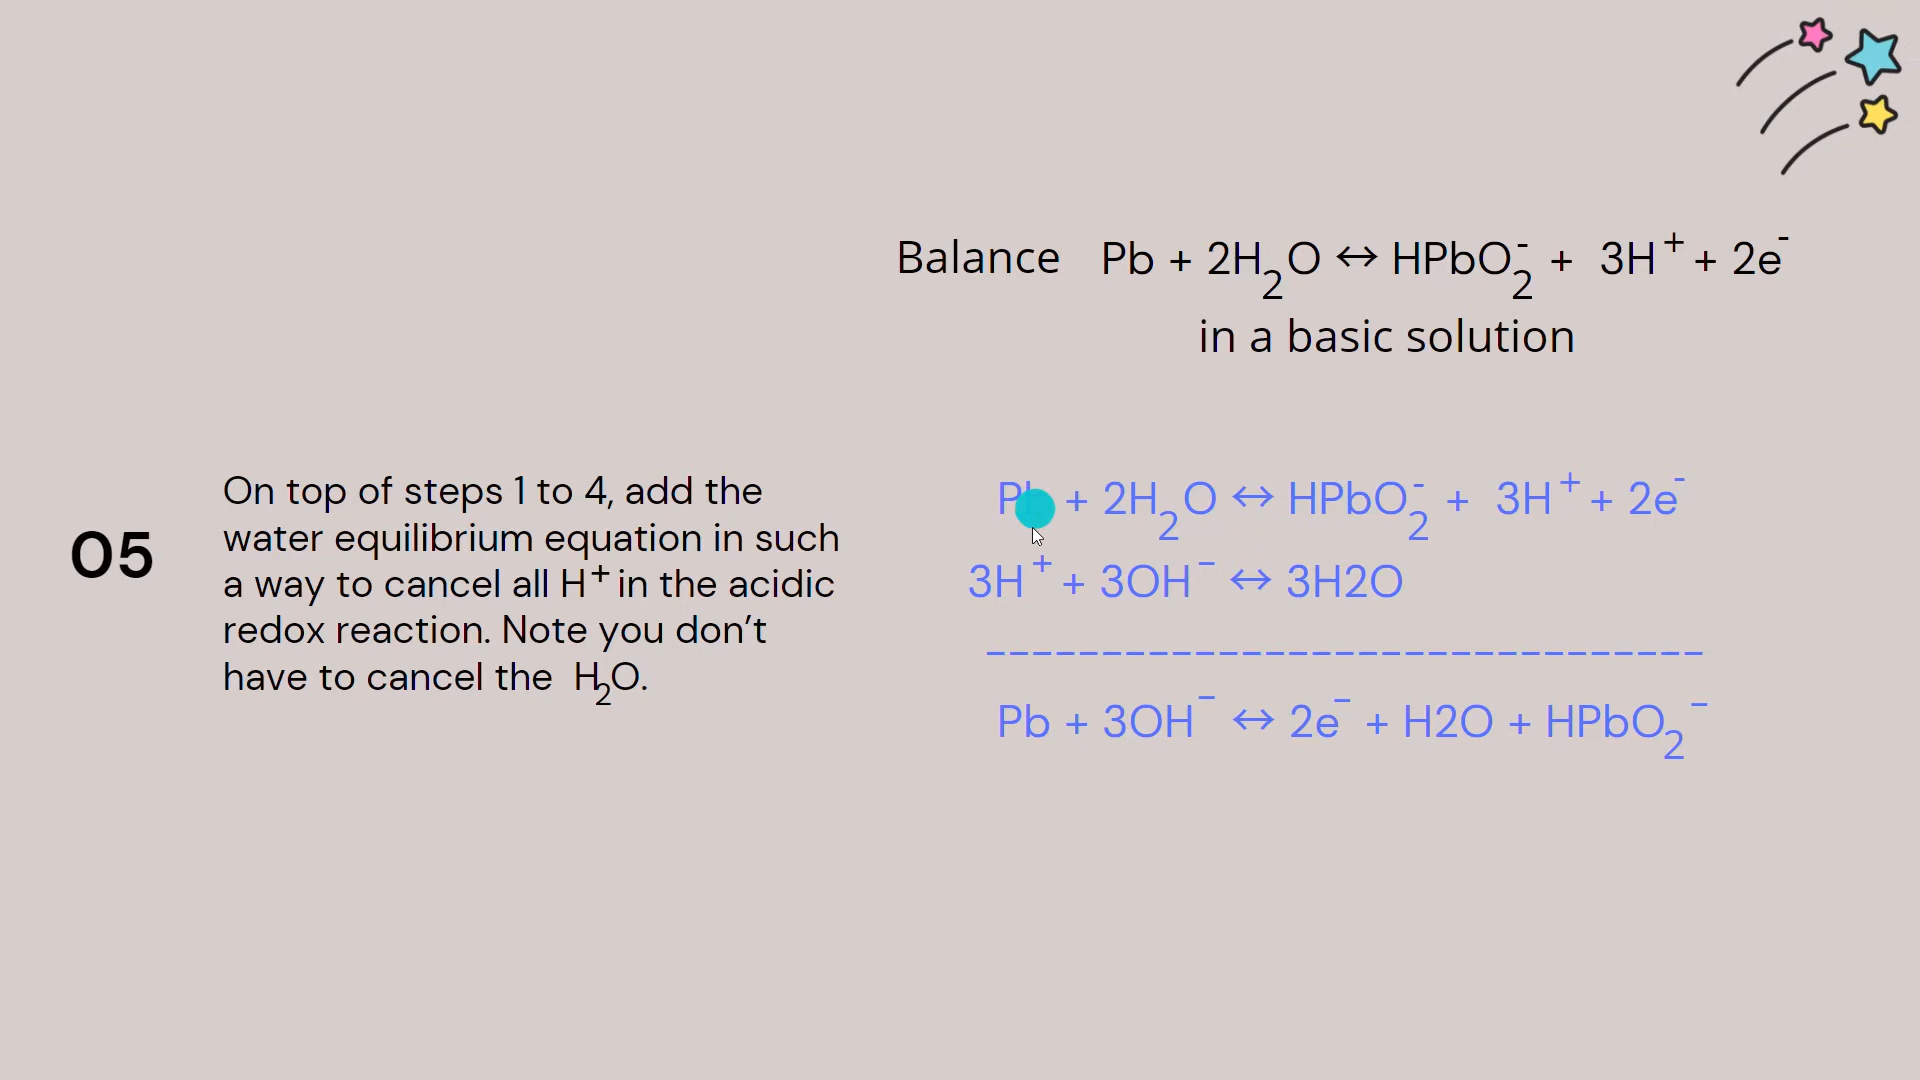 Balance Pb + 2H₂O ↔ HPbO₂⁻ + 3H⁺ + 2e⁻
in a basic solution
05
On top of steps 1 to 4, add the
water equilibrium equation in such
a way to cancel all H⁺ in the acidic
redox reaction. Note you don’t
have to cancel the H₂O.
Pb + 2H₂O ↔ HPbO₂⁻ + 3H⁺ + 2e⁻
3H⁺ + 3OH⁻ ↔ 3H2O
------------------------------
Pb + 3OH⁻ ↔ 2e⁻ + H2O + HPbO₂⁻